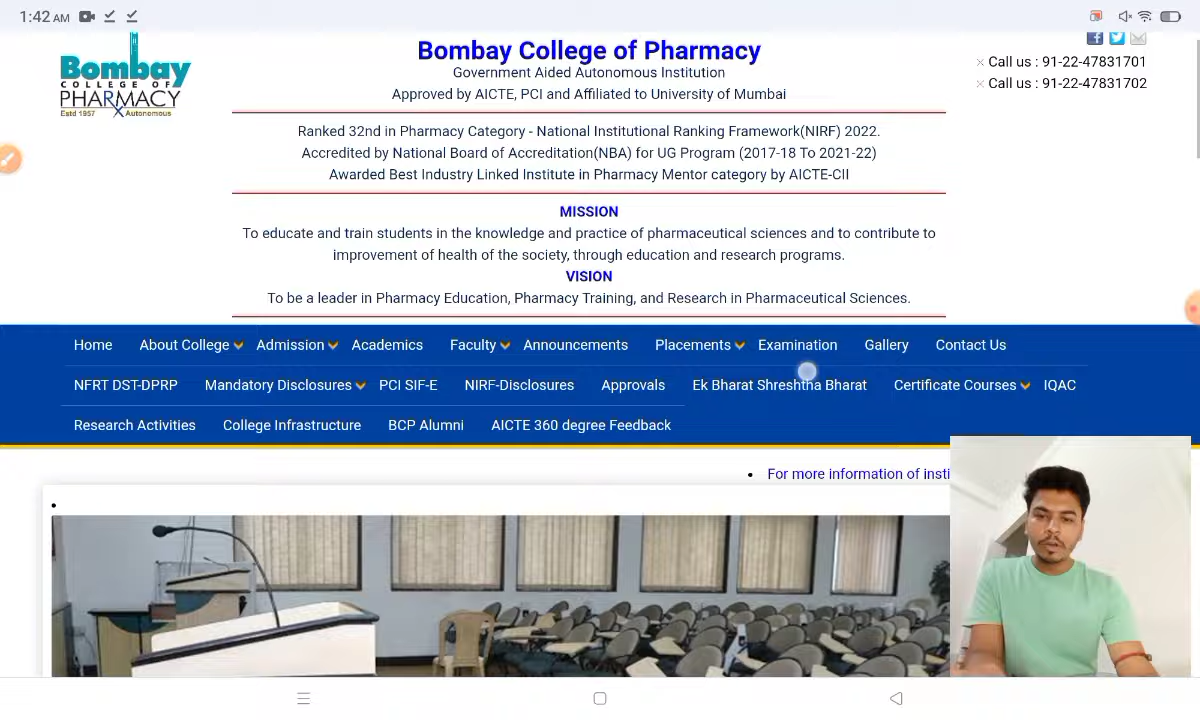 1:42 AM
Bombay
COLLEGE OF
PHARMACY
Estd 1957 Autonomous
Bombay College of Pharmacy
Government Aided Autonomous Institution
Approved by AICTE, PCI and Affiliated to University of Mumbai
Call us : 91-22-47831701
Call us : 91-22-47831702
Ranked 32nd in Pharmacy Category - National Institutional Ranking Framework(NIRF) 2022.
Accredited by National Board of Accreditation(NBA) for UG Program (2017-18 To 2021-22)
Awarded Best Industry Linked Institute in Pharmacy Mentor category by AICTE-CII
MISSION
To educate and train students in the knowledge and practice of pharmaceutical sciences and to contribute to
improvement of health of the society, through education and research programs.
VISION
To be a leader in Pharmacy Education, Pharmacy Training, and Research in Pharmaceutical Sciences.
Home About College Admission Academics Faculty Announcements Placements Examination Gallery Contact Us
NFRT DST-DPRP Mandatory Disclosures PCI SIF-E NIRF-Disclosures Approvals Ek Bharat Shreshtha Bharat Certificate Courses IQAC
Research Activities College Infrastructure BCP Alumni AICTE 360 degree Feedback
For more information of insti